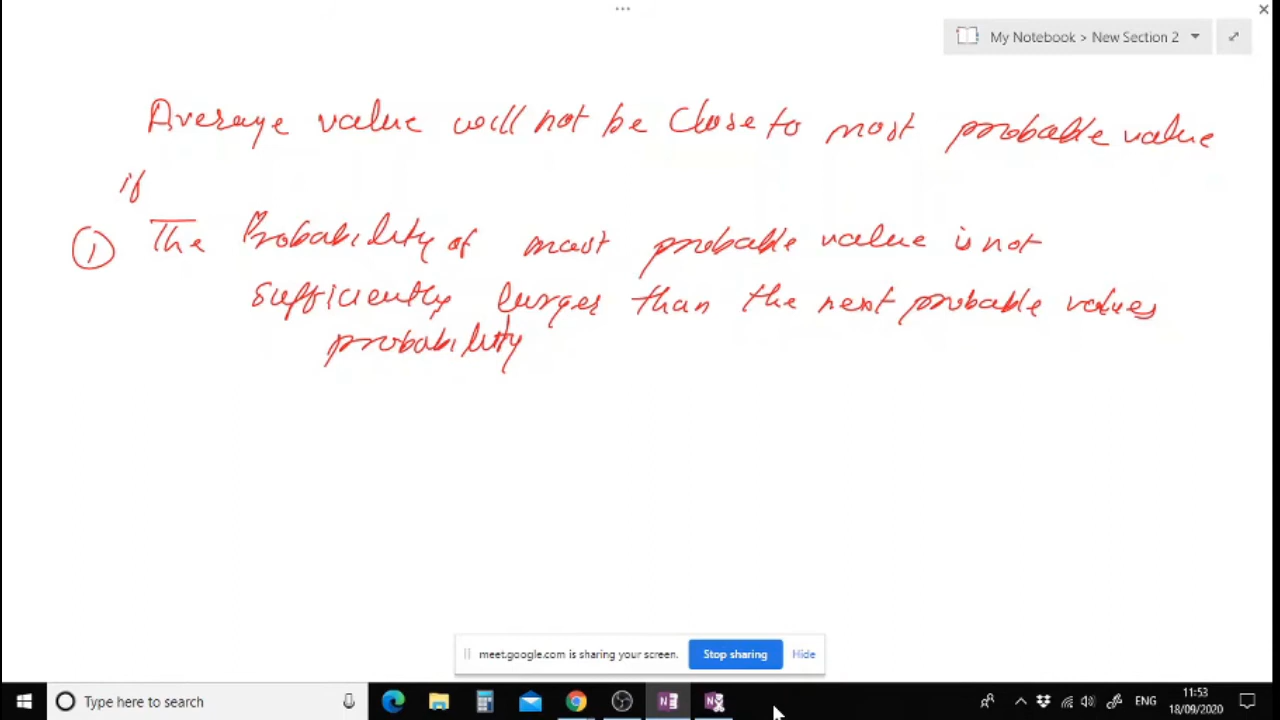 ...
My Notebook > New Section 2
Average value will not be close to most probable value
if
① The Probability of most probable value is not
sufficiently larger than the next probable values
probability
meet.google.com is sharing your screen. Stop sharing Hide
Type here to search
ENG
11:53
18/09/2020